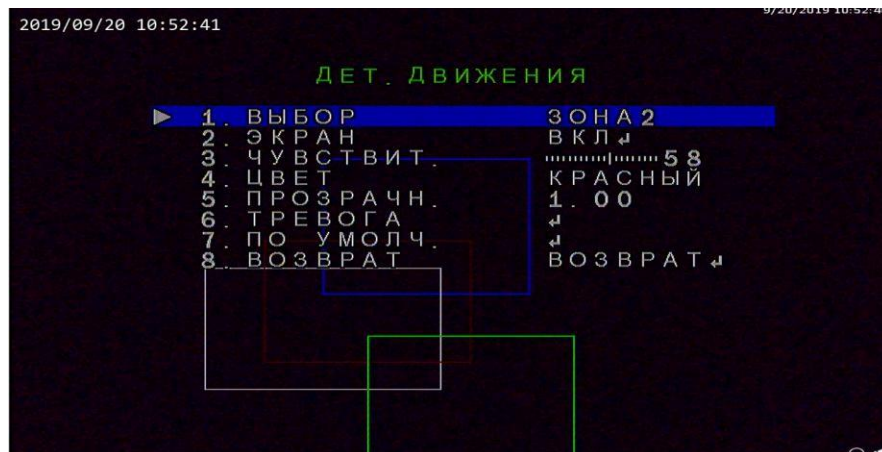 9/20/2019 10:52:4
2019/09/20 10:52:41
ДЕТ. ДВИЖЕНИЯ
1. ВЫБОР ЗОНА2
2. ЭКРАН ВКЛ↵
3. ЧУВСТВИТ. 58
4. ЦВЕТ КРАСНЫЙ
5. ПРОЗРАЧН. 1.00
6. ТРЕВОГА ↵
7. ПО УМОЛЧ. ↵
8. ВОЗВРАТ ВОЗВРАТ↵